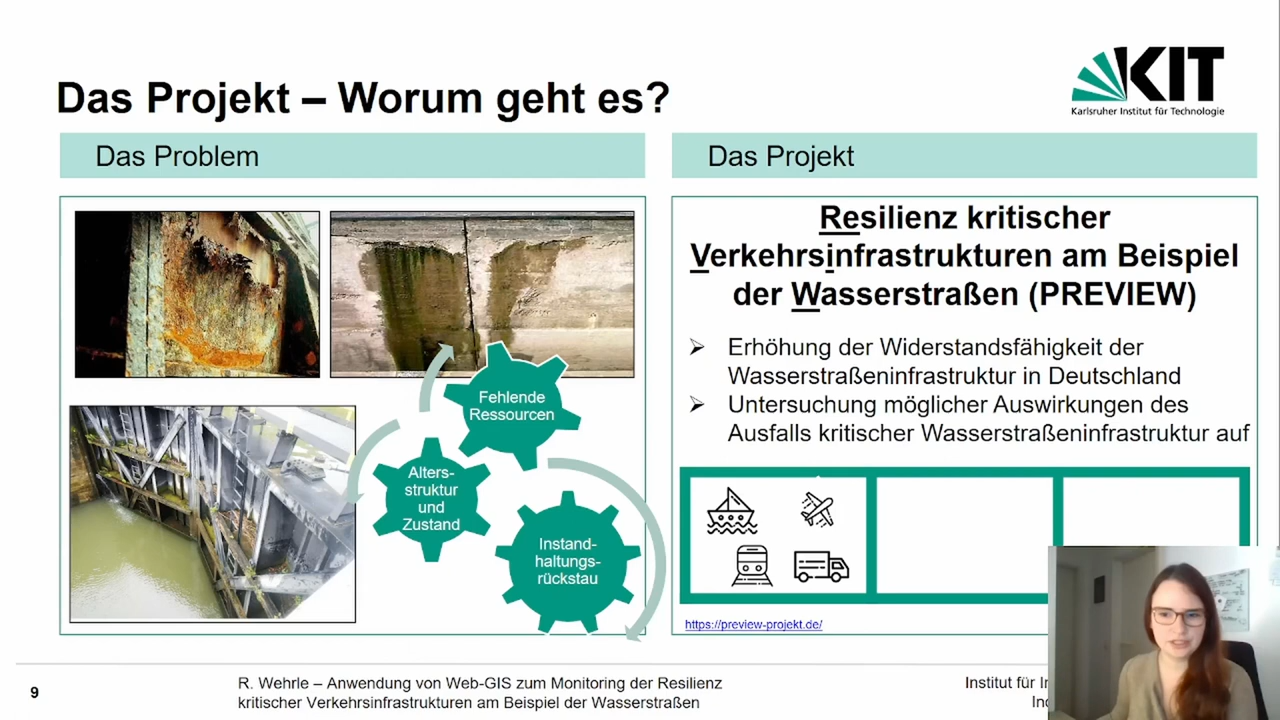 Das Projekt – Worum geht es?
KIT
Karlsruher Institut für Technologie
Das Problem
Fehlende
Ressourcen
Alters-
struktur
und
Zustand
Instand-
haltungs-
rückstau
Das Projekt
Resilienz kritischer
Verkehrsinfrastrukturen am Beispiel
der Wasserstraßen (PREVIEW)
Erhöhung der Widerstandsfähigkeit der
Wasserstraßeninfrastruktur in Deutschland
Untersuchung möglicher Auswirkungen des
Ausfalls kritischer Wasserstraßeninfrastruktur auf
https://preview-projekt.de/
9
R. Wehrle – Anwendung von Web-GIS zum Monitoring der Resilienz
kritischer Verkehrsinfrastrukturen am Beispiel der Wasserstraßen
Institut für